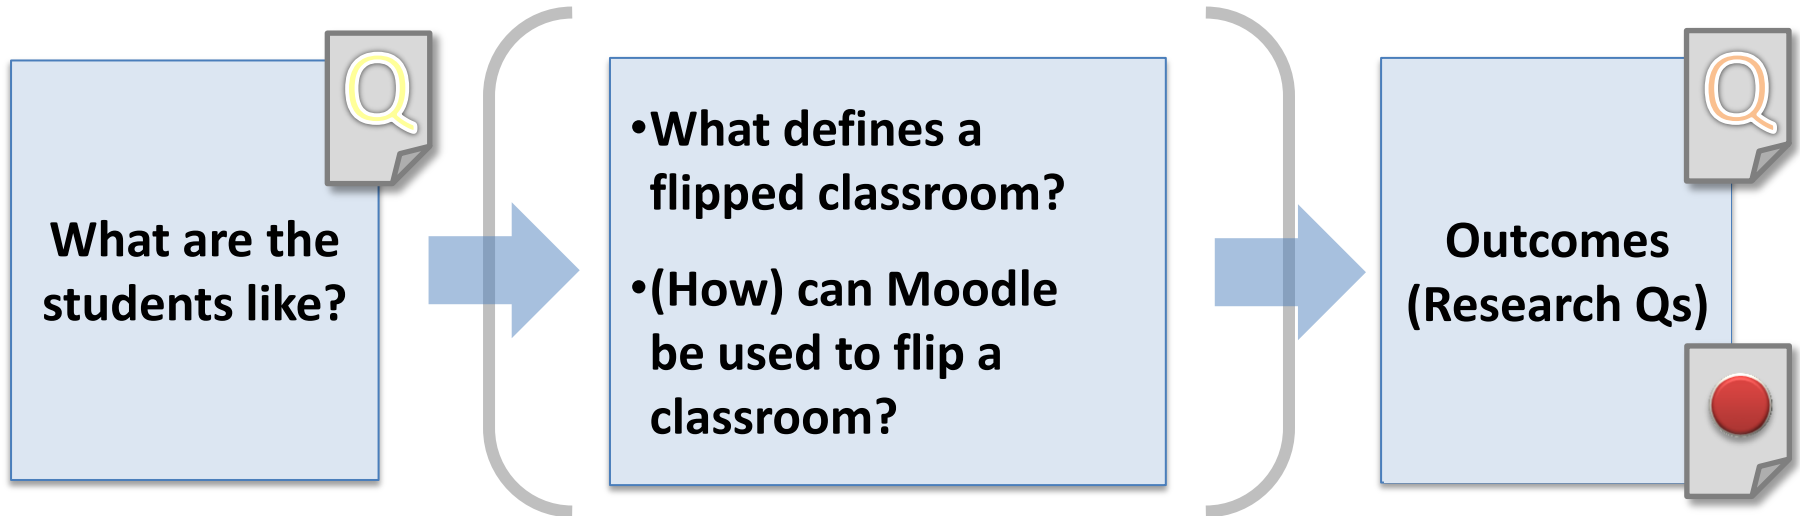 Q
What are the
students like?
•What defines a
flipped classroom?
•(How) can Moodle
be used to flip a
classroom?
Q
Outcomes
(Research Qs)